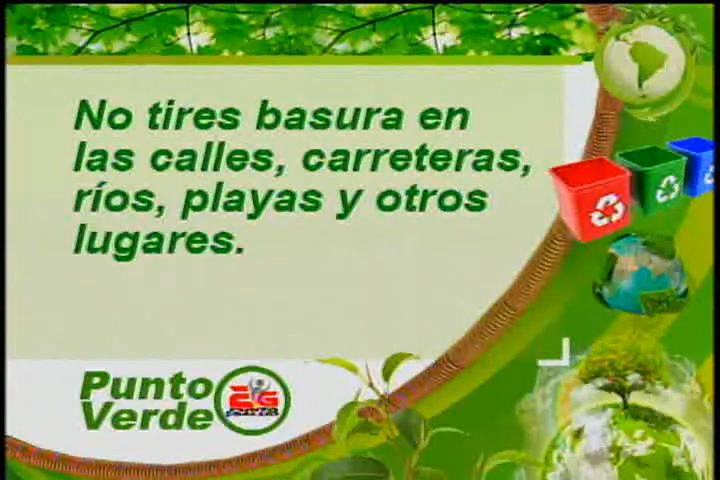 No tires basura en
las calles, carreteras,
ríos, playas y otros
lugares.
Punto
Verde